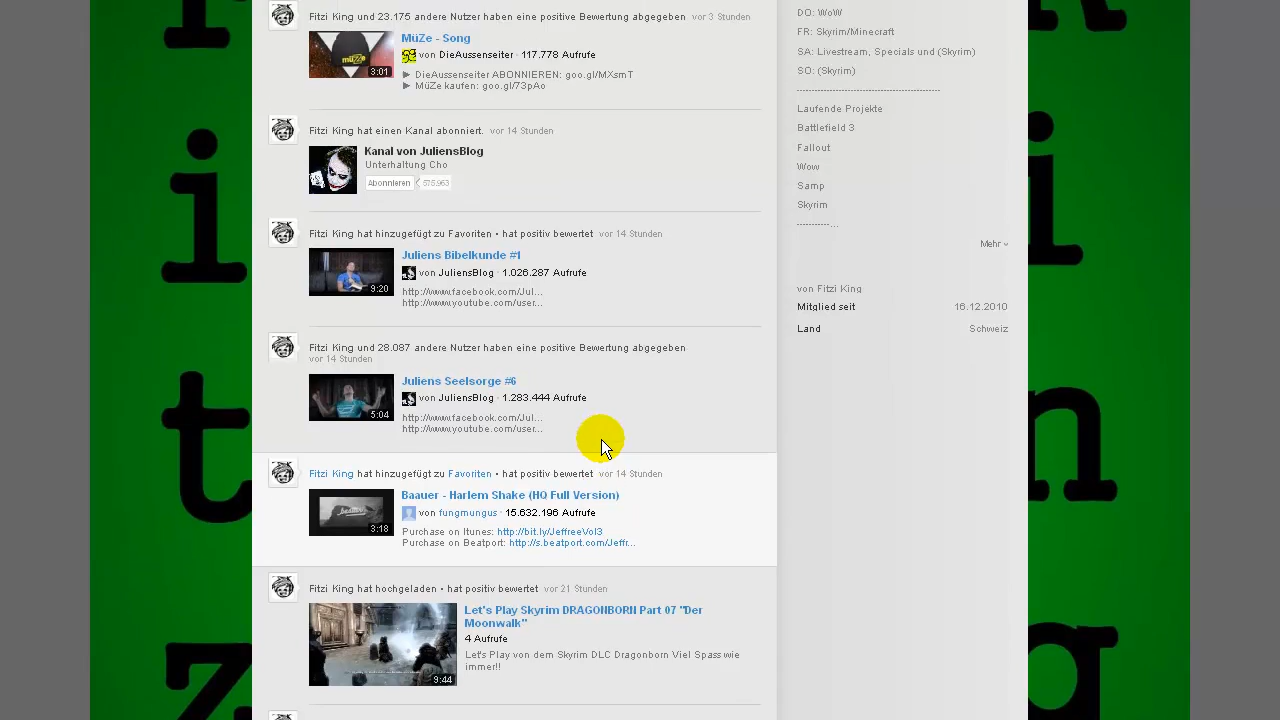 Fitzi King und 23.175 andere Nutzer haben eine positive Bewertung abgegeben vor 3 Stunden
MüZe - Song
von DieAussenseiter · 117.778 Aufrufe
3:01
► DieAussenseiter ABONNIEREN: goo.gl/MXsmT
► MüZe kaufen: goo.gl/73pAo
Fitzi King hat einen Kanal abonniert. vor 14 Stunden
Kanal von JuliensBlog
Unterhaltung Cho
Abonnieren 575.963
Fitzi King hat hinzugefügt zu Favoriten • hat positiv bewertet vor 14 Stunden
Juliens Bibelkunde #1
von JuliensBlog · 1.026.287 Aufrufe
9:20
http://www.facebook.com/Jul...
http://www.youtube.com/user...
Fitzi King und 28.087 andere Nutzer haben eine positive Bewertung abgegeben
vor 14 Stunden
Juliens Seelsorge #6
von JuliensBlog · 1.283.444 Aufrufe
5:04
http://www.facebook.com/Jul...
http://www.youtube.com/user...
Fitzi King hat hinzugefügt zu Favoriten • hat positiv bewertet vor 14 Stunden
Baauer - Harlem Shake (HQ Full Version)
von fungmungus · 15.632.196 Aufrufe
3:18
Purchase on Itunes: http://bit.ly/JeffreeVol3
Purchase on Beatport: http://s.beatport.com/Jeffr...
Fitzi King hat hochgeladen • hat positiv bewertet vor 21 Stunden
Let's Play Skyrim DRAGONBORN Part 07 "Der
Moonwalk"
4 Aufrufe
Let's Play von dem Skyrim DLC Dragonborn Viel Spass wie
immer!!
9:44
DO: WoW
FR: Skyrim/Minecraft
SA: Livestream, Specials und (Skyrim)
SO: (Skyrim)
----------------------------------------
Laufende Projekte
Battlefield 3
Fallout
Wow
Samp
Skyrim
----------...
Mehr
von Fitzi King
Mitglied seit 16.12.2010
Land Schweiz